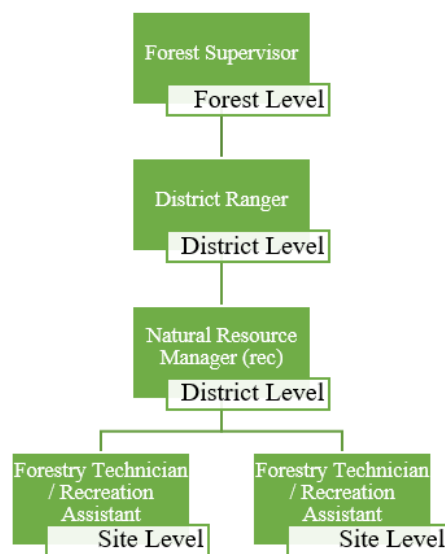 Forest Supervisor
Forest Level
District Ranger
District Level
Natural Resource
Manager (rec)
District Level
Forestry Technician
/ Recreation
Assistant
Site Level
Forestry Technician
/ Recreation
Assistant
Site Level